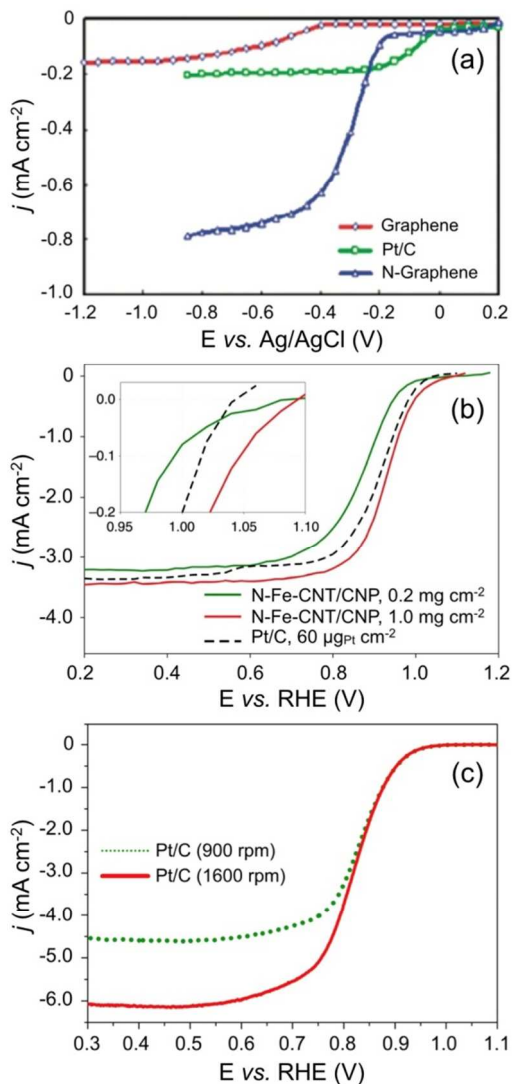 0
-0.2
-0.4
-0.6
-0.8
-1.0
j (mA cm-2)
(a)
Graphene
Pt/C
N-Graphene
-1.2 -1.0 -0.8 -0.6 -0.4 -0.2 0 0.2
E vs. Ag/AgCl (V)
0
-1.0
-2.0
-3.0
-4.0
j (mA cm-2)
(b)
0.0
−0.1
−0.2
0.95 1.00 1.05 1.10
N-Fe-CNT/CNP, 0.2 mg cm-2
N-Fe-CNT/CNP, 1.0 mg cm-2
Pt/C, 60 μgPt cm-2
0.2 0.4 0.6 0.8 1.0 1.2
E vs. RHE (V)
0
-1.0
-2.0
-3.0
-4.0
-5.0
-6.0
j (mA cm-2)
(c)
Pt/C (900 rpm)
Pt/C (1600 rpm)
0.3 0.4 0.5 0.6 0.7 0.8 0.9 1.0 1.1
E vs. RHE (V)